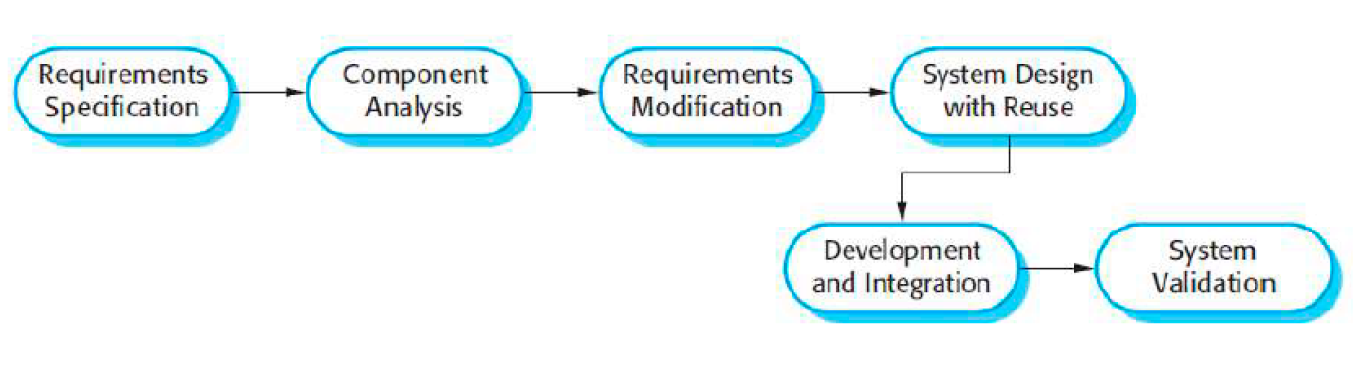 Requirements
Specification
Component
Analysis
Requirements
Modification
System Design
with Reuse
Development
and Integration
System
Validation